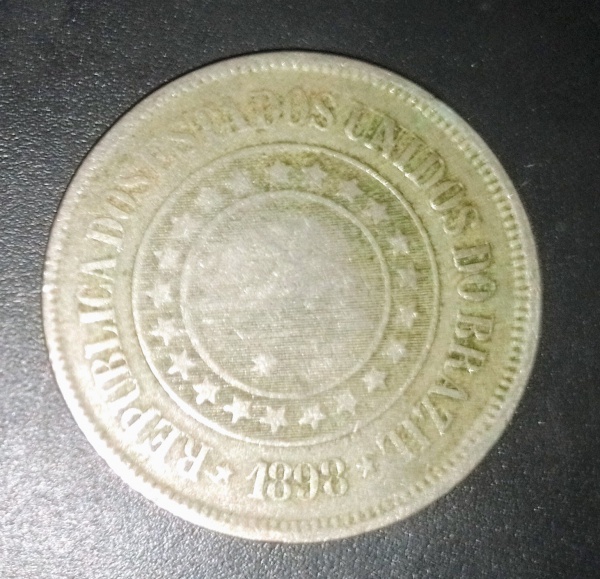 REPUBLICA DOS ESTADOS UNIDOS DO BRAZIL
1898